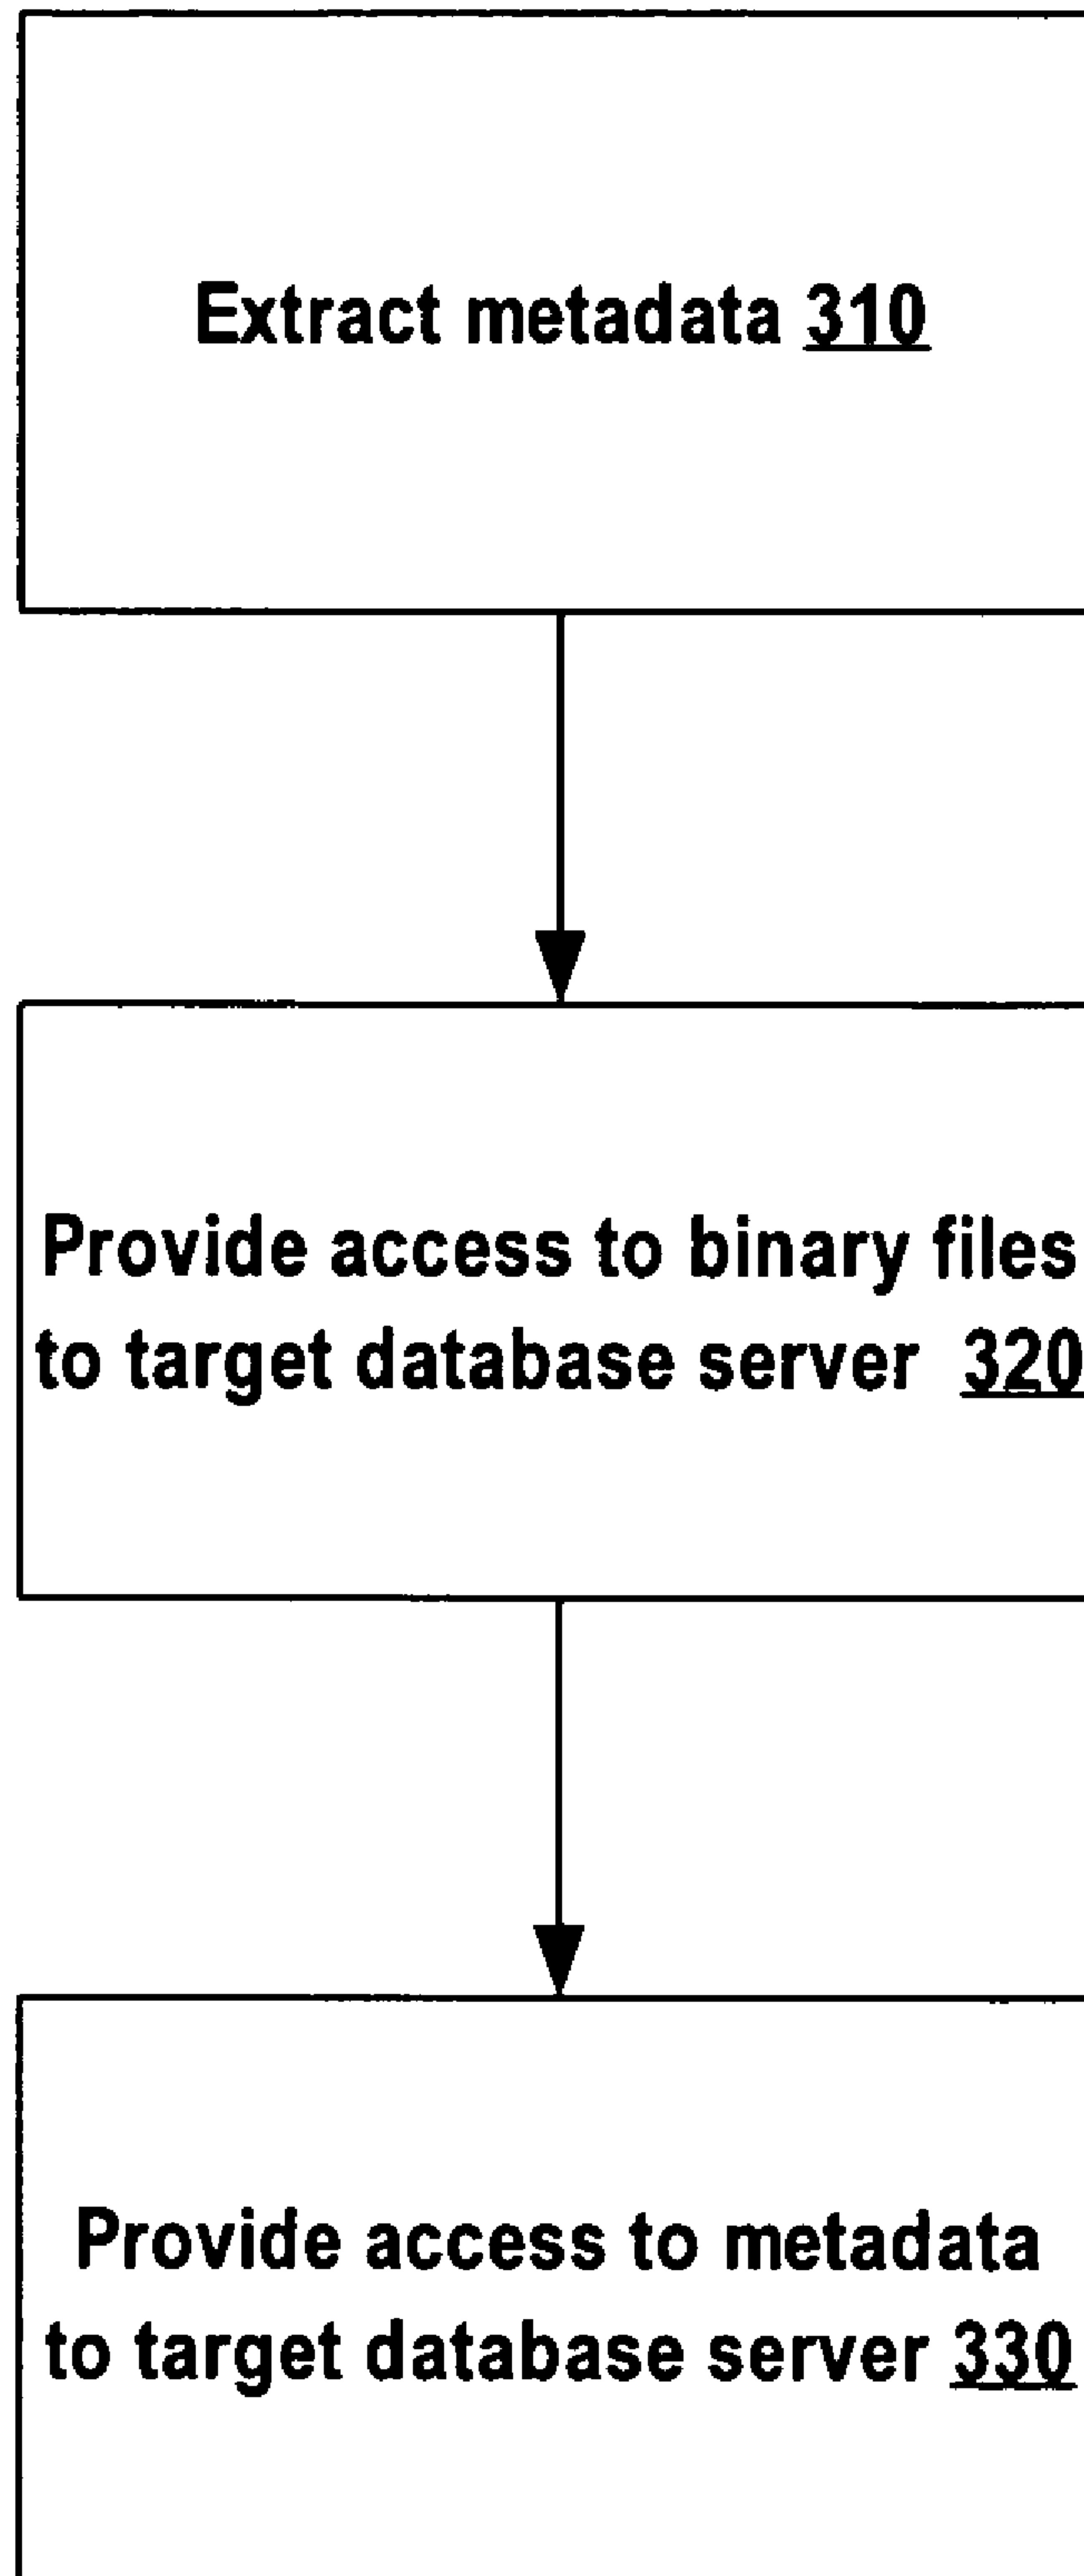 Extract metadata 310
Provide access to binary files
to target database server 320
Provide access to metadata
to target database server 330